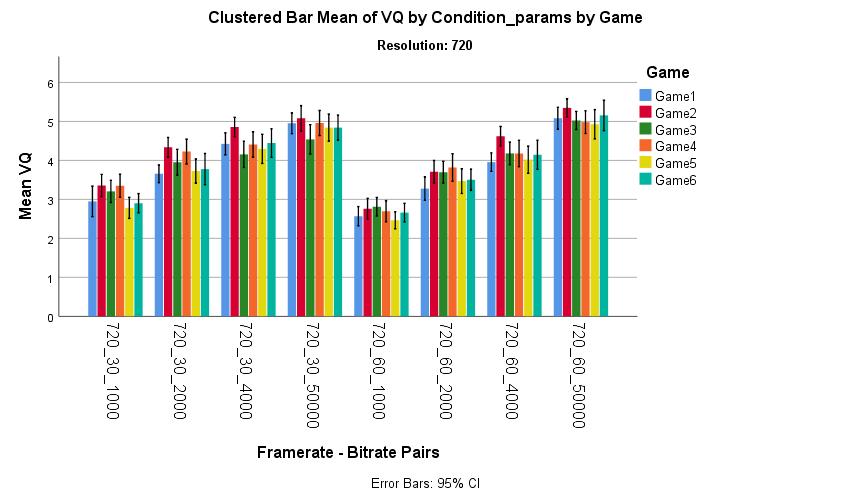 Clustered Bar Mean of VQ by Condition_params by Game
Resolution: 720
Game
Game1
Game2
Game3
Game4
Game5
Game6
Mean VQ
6
5
4
3
2
1
0
720_30_1000
720_30_2000
720_30_4000
720_30_50000
720_60_1000
720_60_2000
720_60_4000
720_60_50000
Framerate - Bitrate Pairs
Error Bars: 95% CI